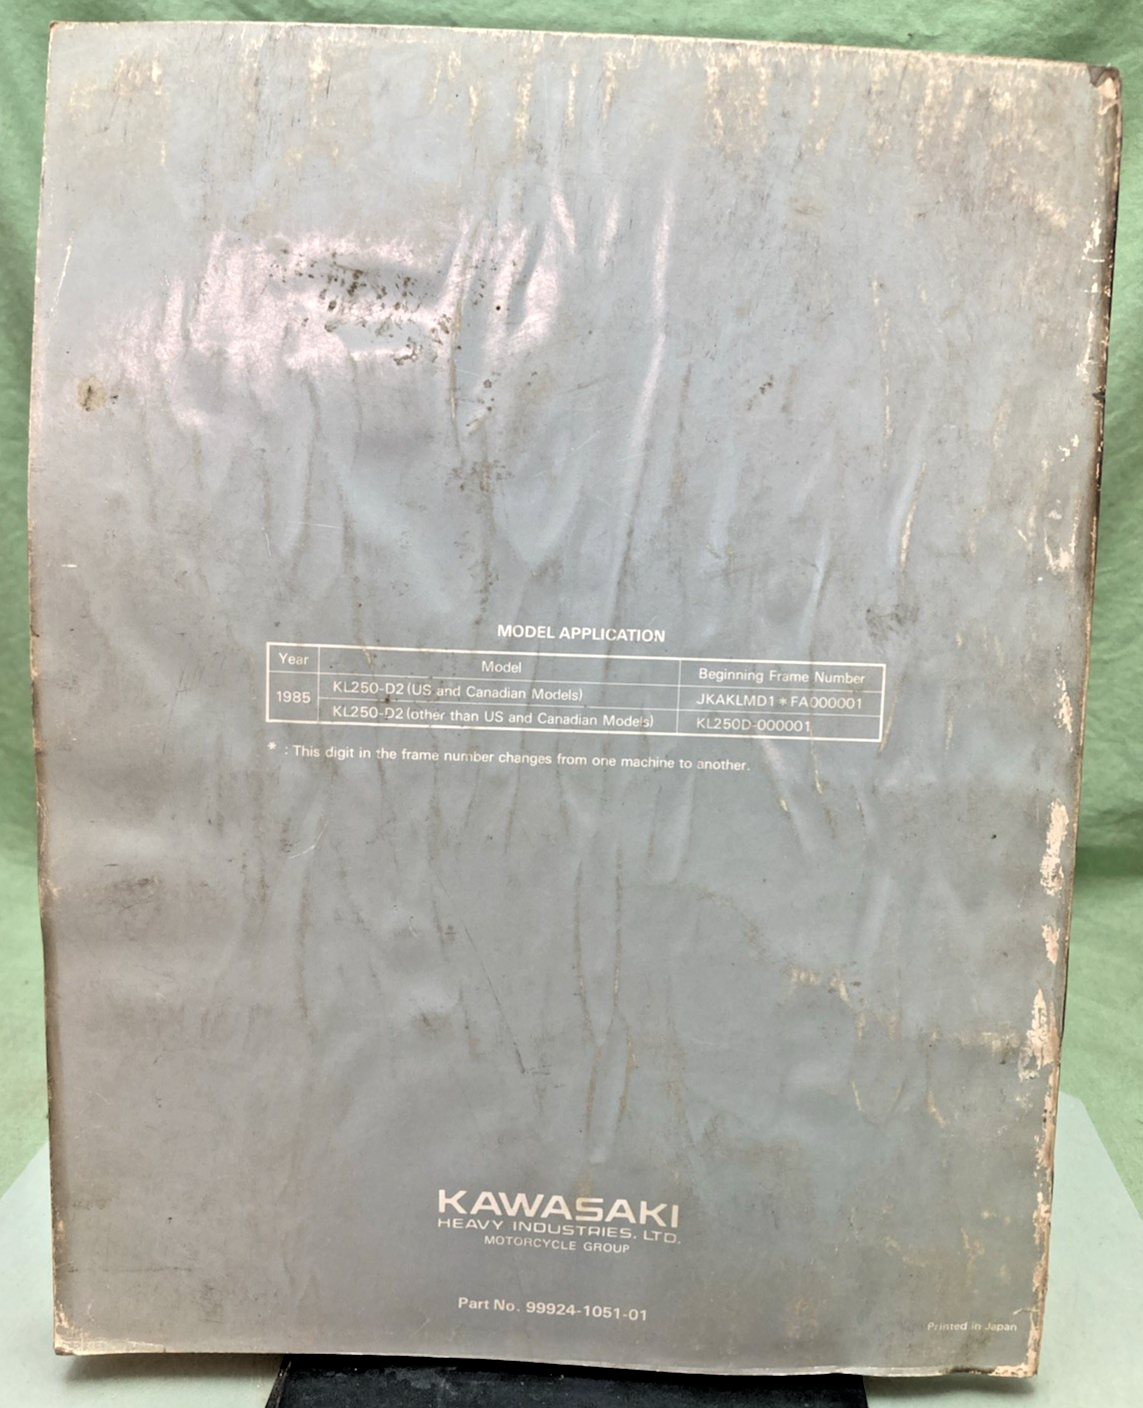 MODEL APPLICATION
Year Model Beginning Frame Number
1985 KL250-D2 (US and Canadian Models) JKAKLMD1*FA000001
KL250-D2 (other than US and Canadian Models) KL250D-000001
* : This digit in the frame number changes from one machine to another.
KAWASAKI
HEAVY INDUSTRIES, LTD.
MOTORCYCLE GROUP
Part No. 99924-1051-01
Printed in Japan